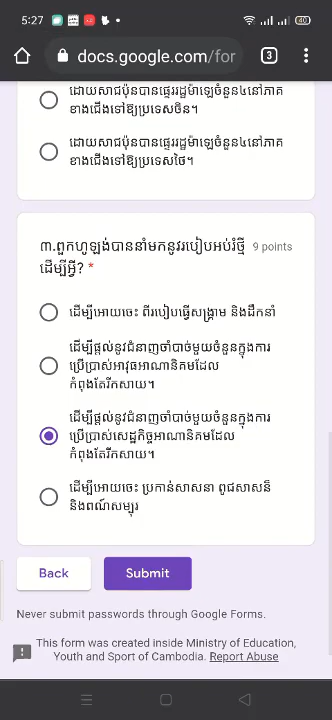 5:27
40
docs.google.com/for
3
ដោយសាជប៉ុនបានផ្ទេររដ្ឋម៉ាឡេចំនួន៤នៅភាគ
ខាងជើងទៅឱ្យប្រទេសចិន។
ដោយសាជប៉ុនបានផ្ទេររដ្ឋម៉ាឡេចំនួន៤នៅភាគ
ខាងជើងទៅឱ្យប្រទេសថៃ។
៣.ពួកហូឡង់បាននាំមកនូវរបៀបអប់រំថ្មី
ដើម្បីអ្វី? *
9 points
ដើម្បីអោយចេះ ពីរបៀបធ្វើសង្គ្រាម និងដឹកនាំ
ដើម្បីផ្តល់នូវជំនាញចាំបាច់មួយចំនួនក្នុងការ
ប្រើប្រាស់អាវុធអាណានិគមដែល
កំពុងតែរីកសាយ។
ដើម្បីផ្តល់នូវជំនាញចាំបាច់មួយចំនួនក្នុងការ
ប្រើប្រាស់សេដ្ឋកិច្ចអាណានិគមដែល
កំពុងតែរីកសាយ។
ដើម្បីអោយចេះ ប្រកាន់សាសនា ពូជសាសន៍
និងពណ៍សម្បុរ
Back
Submit
Never submit passwords through Google Forms.
This form was created inside Ministry of Education,
Youth and Sport of Cambodia. Report Abuse